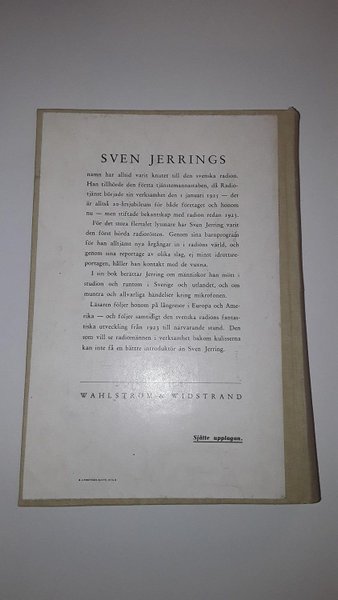 SVEN JERRINGS
namn har alltid varit knutet till den svenska radion.
Han tillhörde den första tjänstemannastaben, då Radio-
tjänst började sin verksamhet den 1 januari 1925 — det
är alltså 20-årsjubileum för både företaget och honom
nu — men stiftade bekantskap med radion redan 1923.
För det stora flertalet lyssnare har Sven Jerring varit
den först hörda radiorösten. Genom sina barnprogram
får han alltjämt nya årgångar in i radions värld, och
genom sina reportage av olika slag, ej minst idrottsre-
portagen, håller han kontakt med de vuxna.
I sin bok berättar Jerring om människor han mött i
studion och runtom i Sverige och utlandet, och om
muntra och allvarliga händelser kring mikrofonen.
Läsaren följer honom på långresor i Europa och Ame-
rika — och följer samtidigt den svenska radions fantas-
tiska utveckling från 1923 till närvarande stund. Den
som vill se radiomännen i verksamhet bakom kulisserna
kan inte få en bättre introduktör än Sven Jerring.
WAHLSTRÖM & WIDSTRAND
Sjätte upplagan.